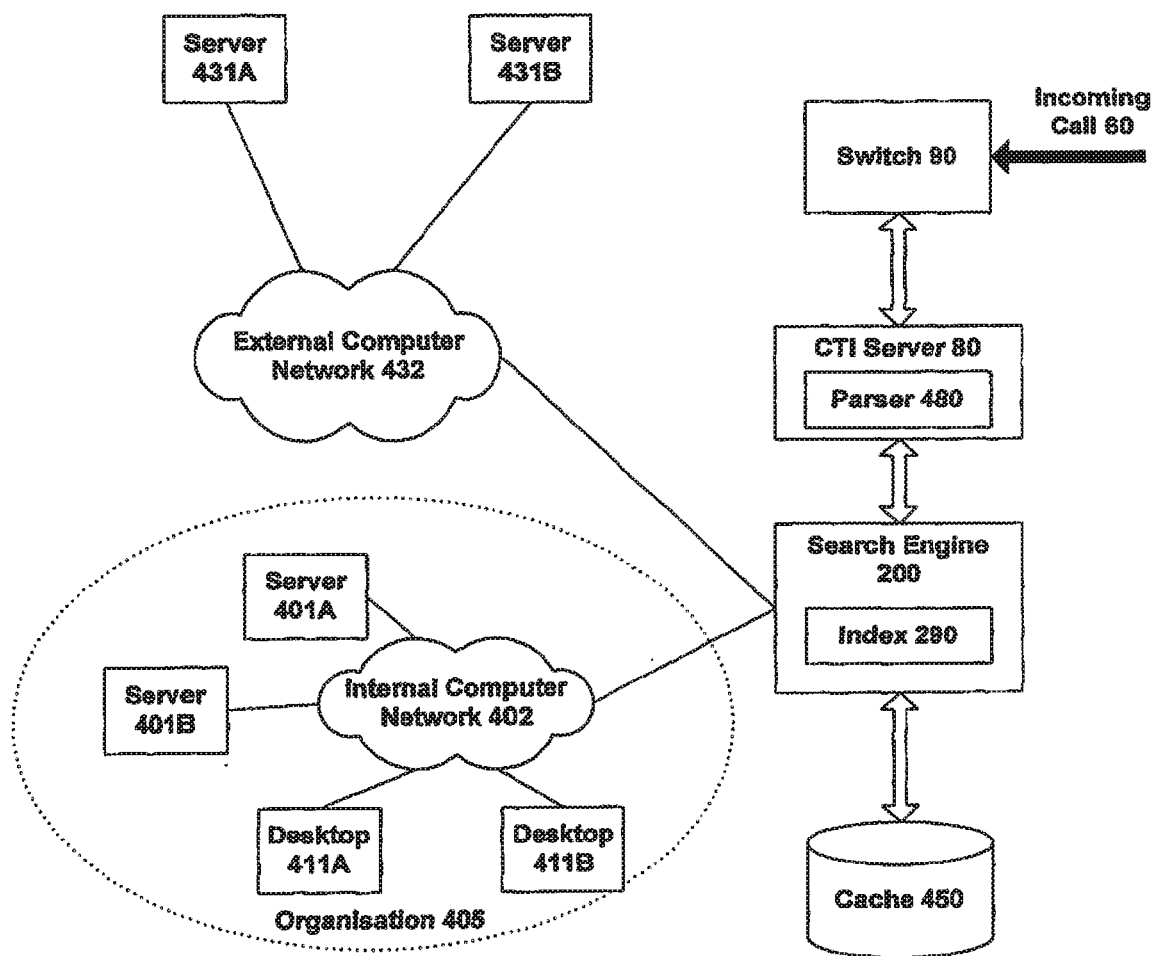 Server
431A
Server
431B
Incoming
Call 60
Switch 90
External Computer
Network 432
CTI Server 80
Parser 480
Search Engine
200
Index 290
Server
401A
Server
401B
Internal Computer
Network 402
Desktop
411A
Desktop
411B
Organisation 405
Cache 450